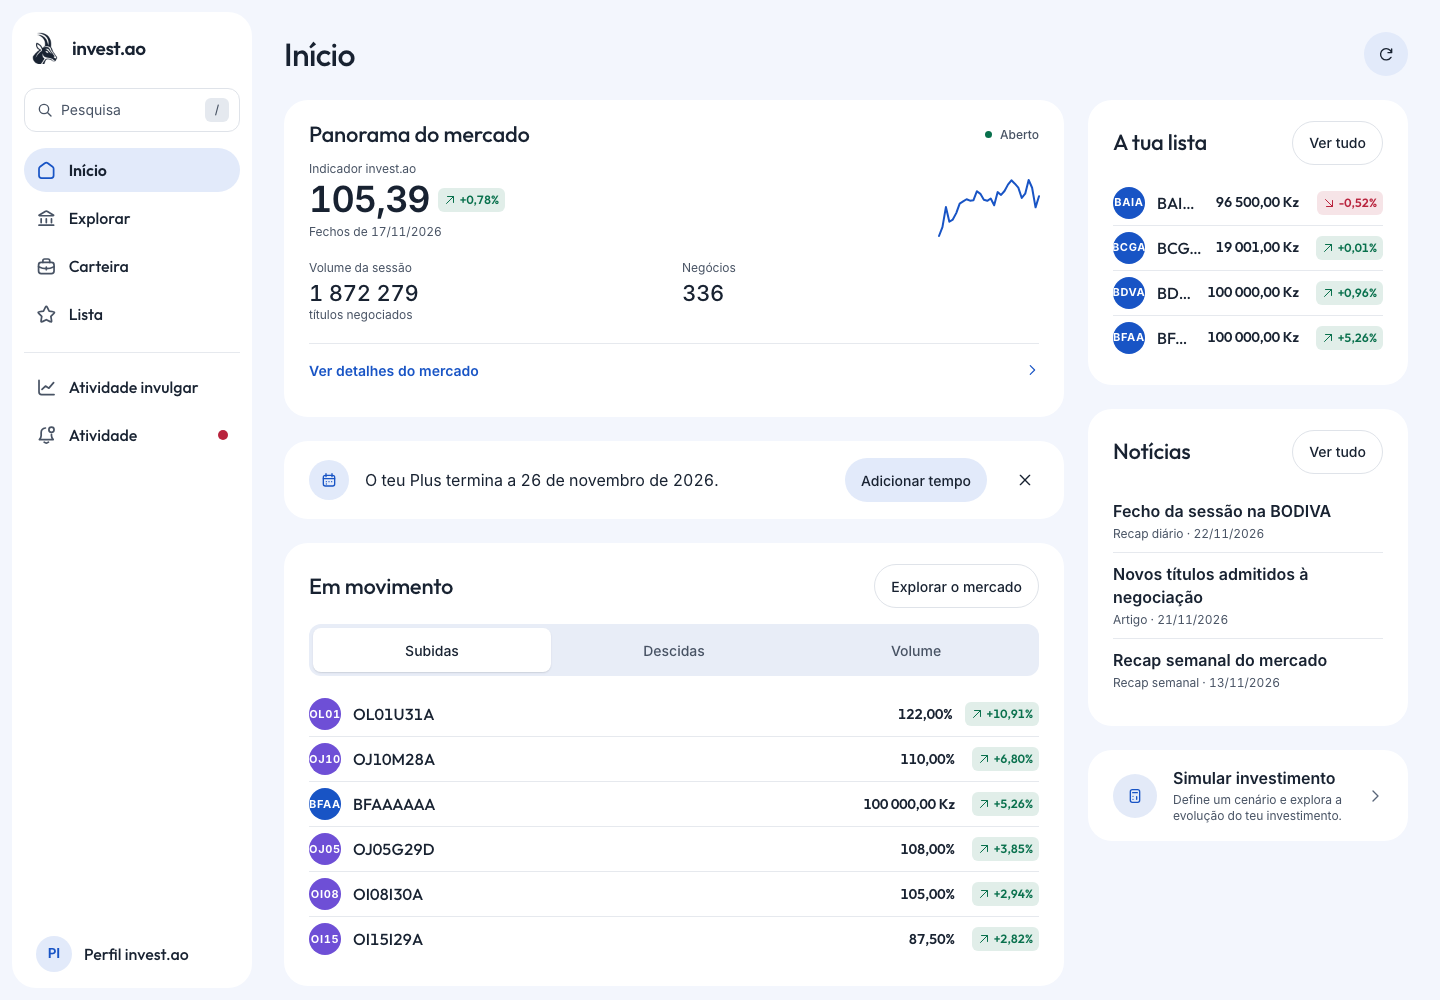 invest.ao
Pesquisa
/
Início
Explorar
Carteira
Lista
Atividade invulgar
Atividade
PI
Perfil invest.ao
Início
Panorama do mercado
Aberto
Indicador invest.ao
105,39
+0,78%
Fechos de 17/11/2026
Volume da sessão
1 872 279
títulos negociados
Negócios
336
Ver detalhes do mercado
O teu Plus termina a 26 de novembro de 2026.
Adicionar tempo
Em movimento
Explorar o mercado
Subidas
Descidas
Volume
OL01 OL01U31A 122,00% +10,91%
OJ10 OJ10M28A 110,00% +6,80%
BFAA BFAAAAAA 100 000,00 Kz +5,26%
OJ05 OJ05G29D 108,00% +3,85%
OI08 OI08I30A 105,00% +2,94%
OI15 OI15I29A 87,50% +2,82%
A tua lista
Ver tudo
BAIA BAI... 96 500,00 Kz -0,52%
BCGA BCG... 19 001,00 Kz +0,01%
BDVA BD... 100 000,00 Kz +0,96%
BFAA BF... 100 000,00 Kz +5,26%
Notícias
Ver tudo
Fecho da sessão na BODIVA
Recap diário · 22/11/2026
Novos títulos admitidos à
negociação
Artigo · 21/11/2026
Recap semanal do mercado
Recap semanal · 13/11/2026
Simular investimento
Define um cenário e explora a
evolução do teu investimento.